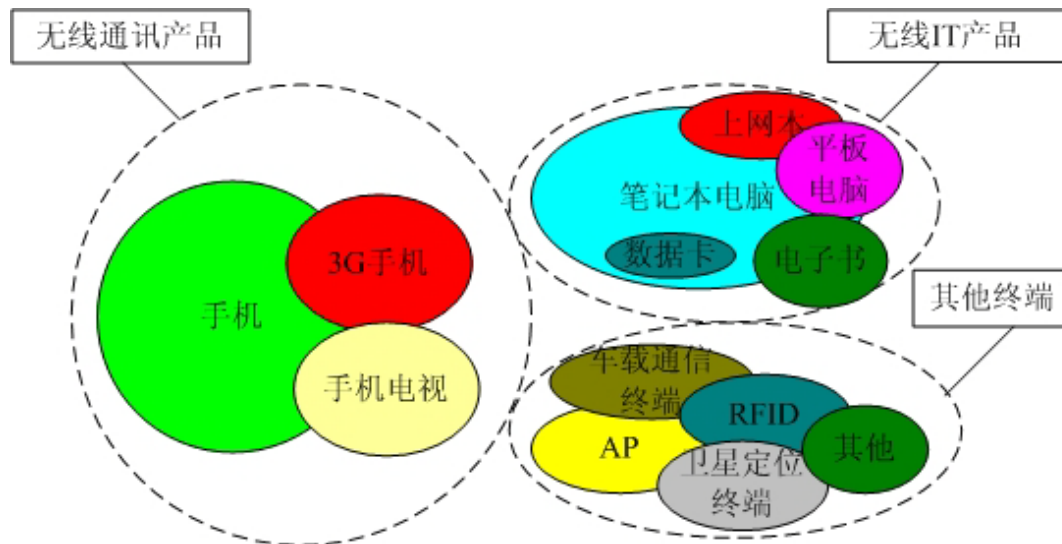 无线通讯产品
无线IT产品
上网本
平板
电脑
笔记本电脑
数据卡
电子书
3G手机
手机
手机电视
其他终端
车载通信
终端
RFID
AP
卫星定位
终端
其他